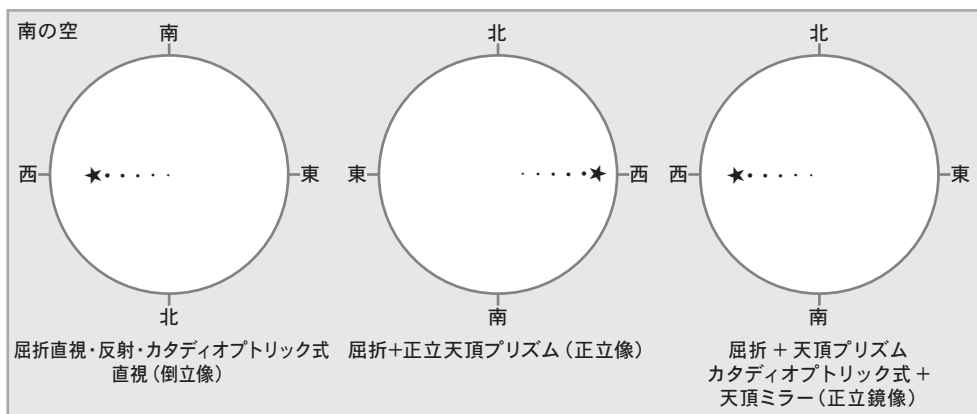 南の空
南
西
東
北
屈折直視・反射・カタディオプトリック式
直視（倒立像）
北
東
西
南
屈折+正立天頂プリズム（正立像）
北
西
東
南
屈折 + 天頂プリズム
カタディオプトリック式 +
天頂ミラー（正立鏡像）